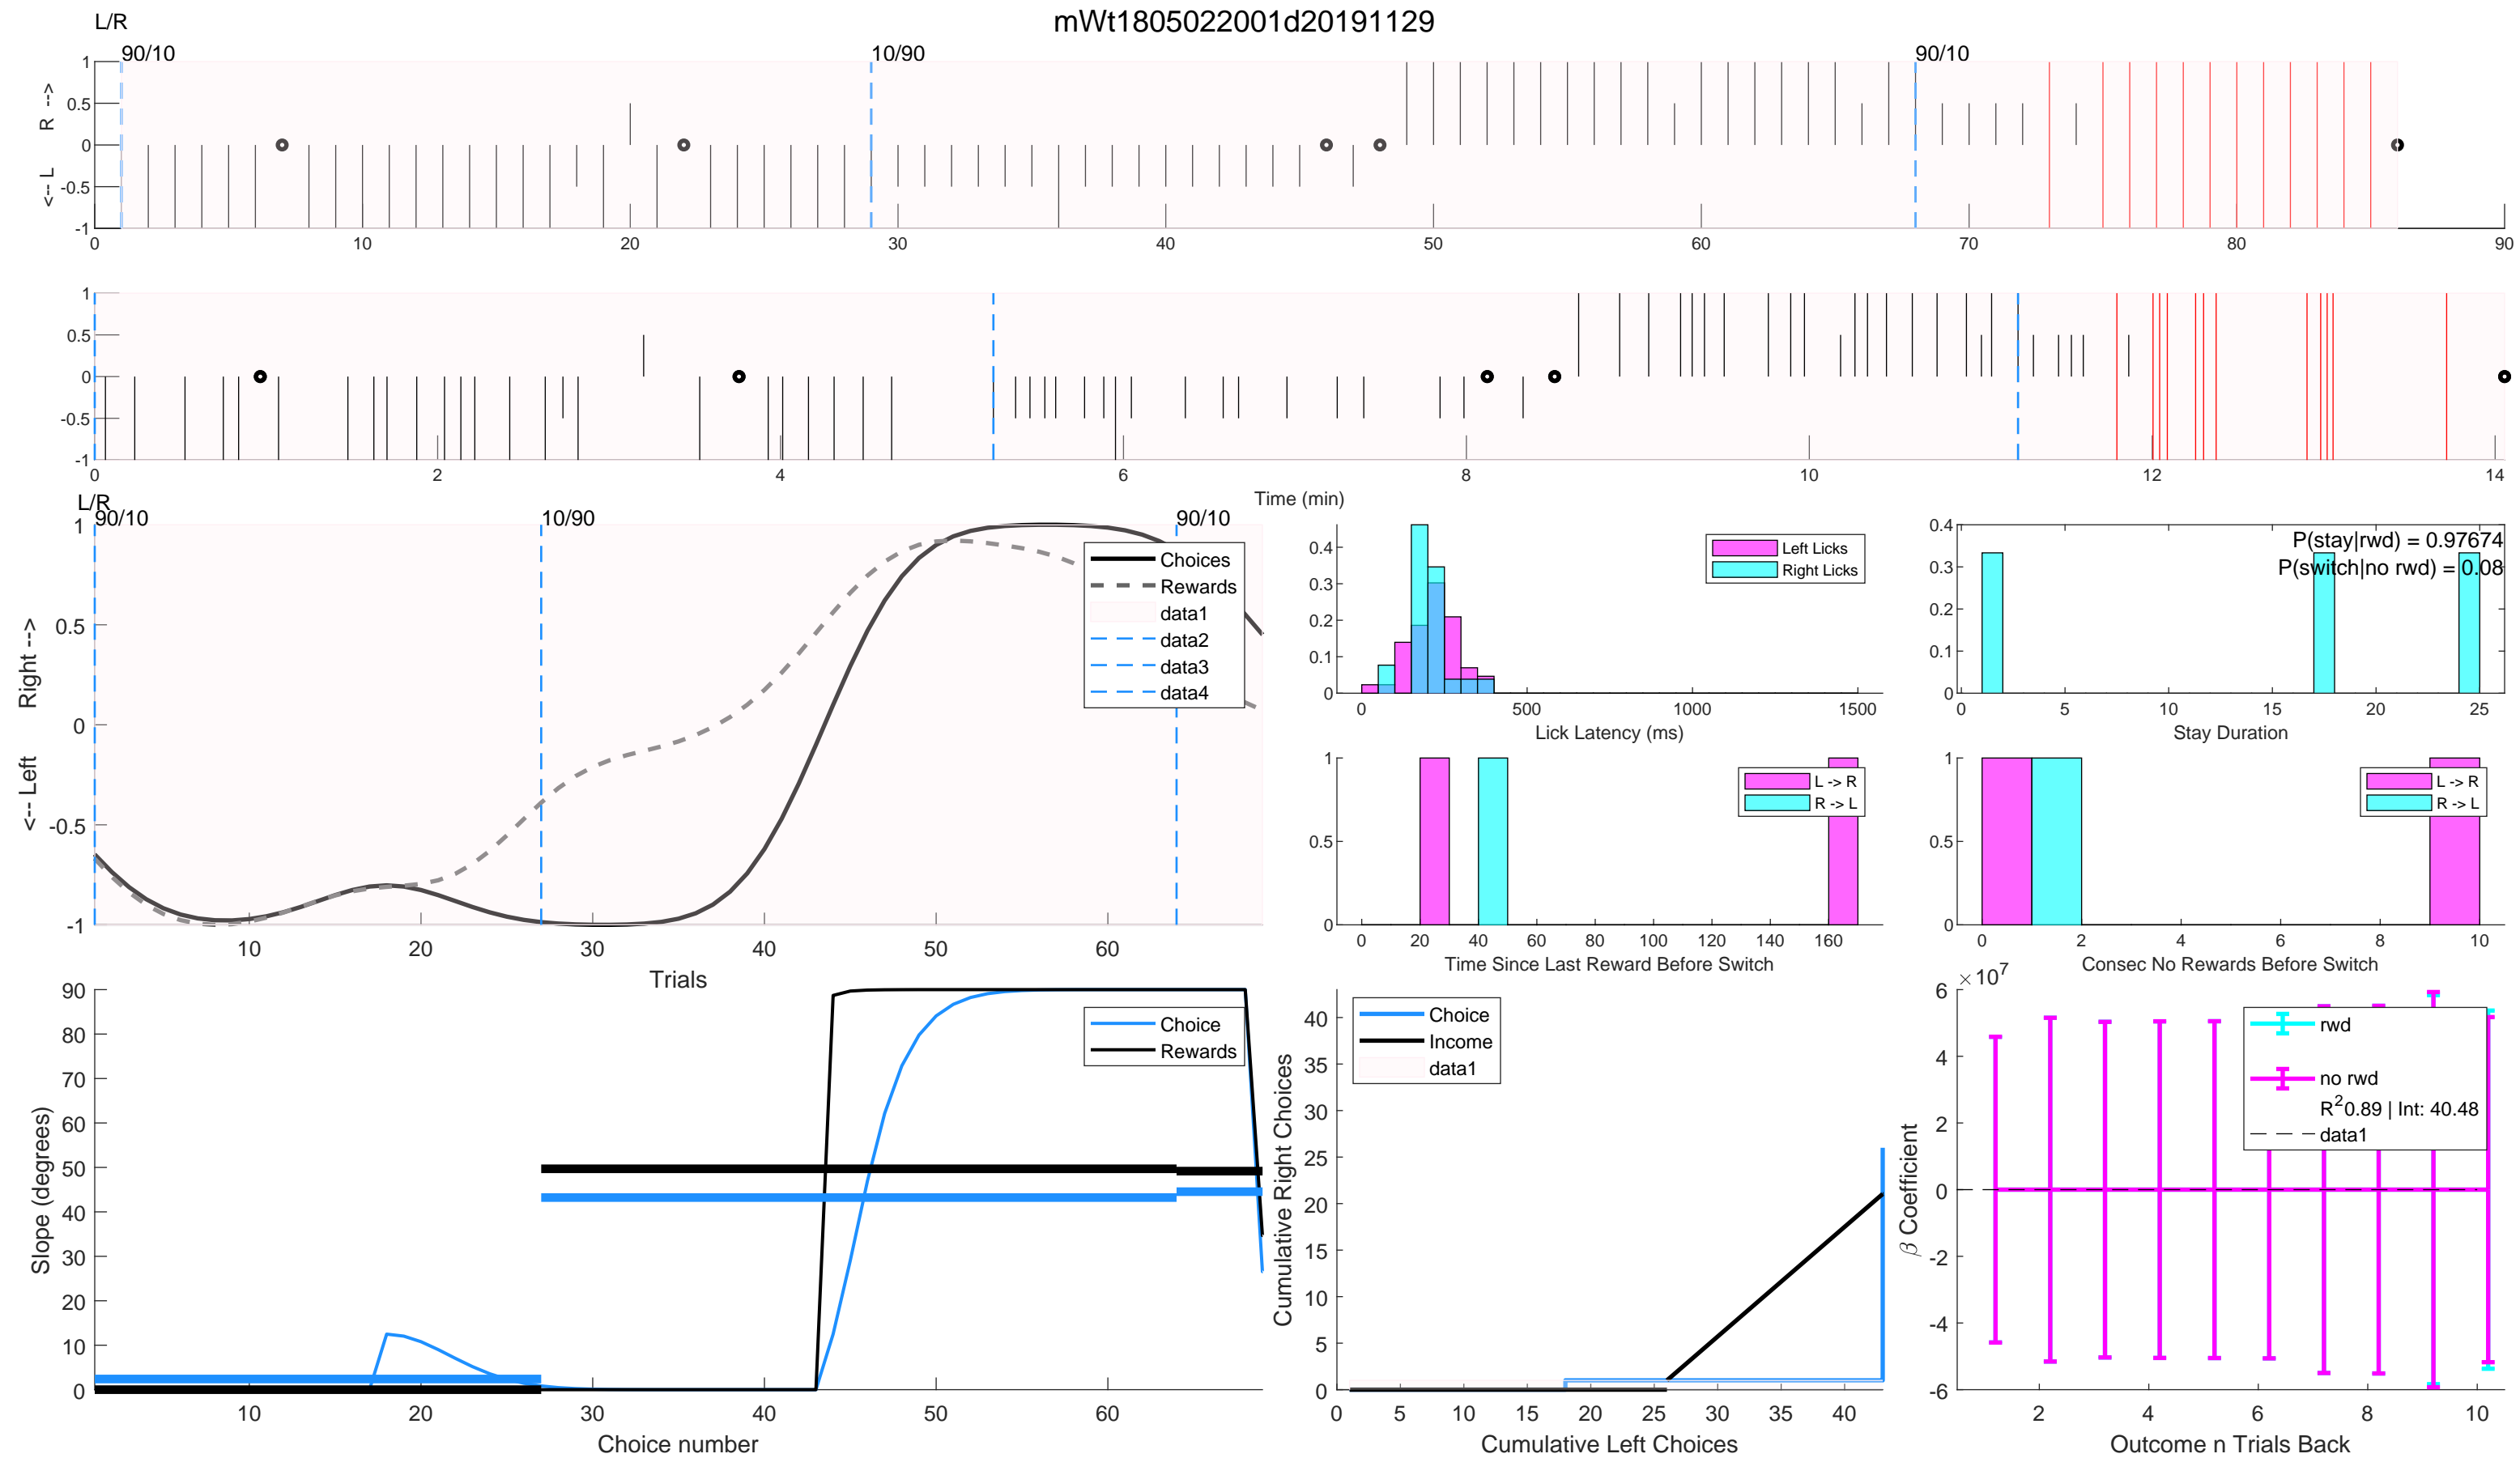 mWt1805022001d20191129
L/R
90/10 10/90 90/10
1
0.5
0
-0.5
-1
<-- L R -->
0 10 20 30 40 50 60 70 80 90
1
0.5
0
-0.5
-1
0 2 4 6 8 10 12 14
Time (min)
L/R
90/10 10/90 90/10
1
0.5
0
-0.5
-1
<-- Left Right -->
10 20 30 40 50 60
Trials
Choices
Rewards
data1
data2
data3
data4
0.4
0.3
0.2
0.1
0
0 500 1000 1500
Lick Latency (ms)
Left Licks
Right Licks
0.4
0.3
0.2
0.1
0
P(stay|rwd) = 0.97674
P(switch|no rwd) = 0.08
0 5 10 15 20 25
Stay Duration
1
0.5
0
0 20 40 60 80 100 120 140 160
Time Since Last Reward Before Switch
L -> R
R -> L
1
0.5
0
0 2 4 6 8 10
Consec No Rewards Before Switch
L -> R
R -> L
90
80
70
60
50
40
30
20
10
0
Slope (degrees)
10 20 30 40 50 60
Choice number
Choice
Rewards
40
35
30
25
20
15
10
5
0
Cumulative Right Choices
0 5 10 15 20 25 30 35 40
Cumulative Left Choices
Choice
Income
data1
×10^7
6
4
2
0
-2
-4
-6
β Coefficient
2 4 6 8 10
Outcome n Trials Back
rwd
no rwd
R^2 0.89 | Int: 40.48
data1